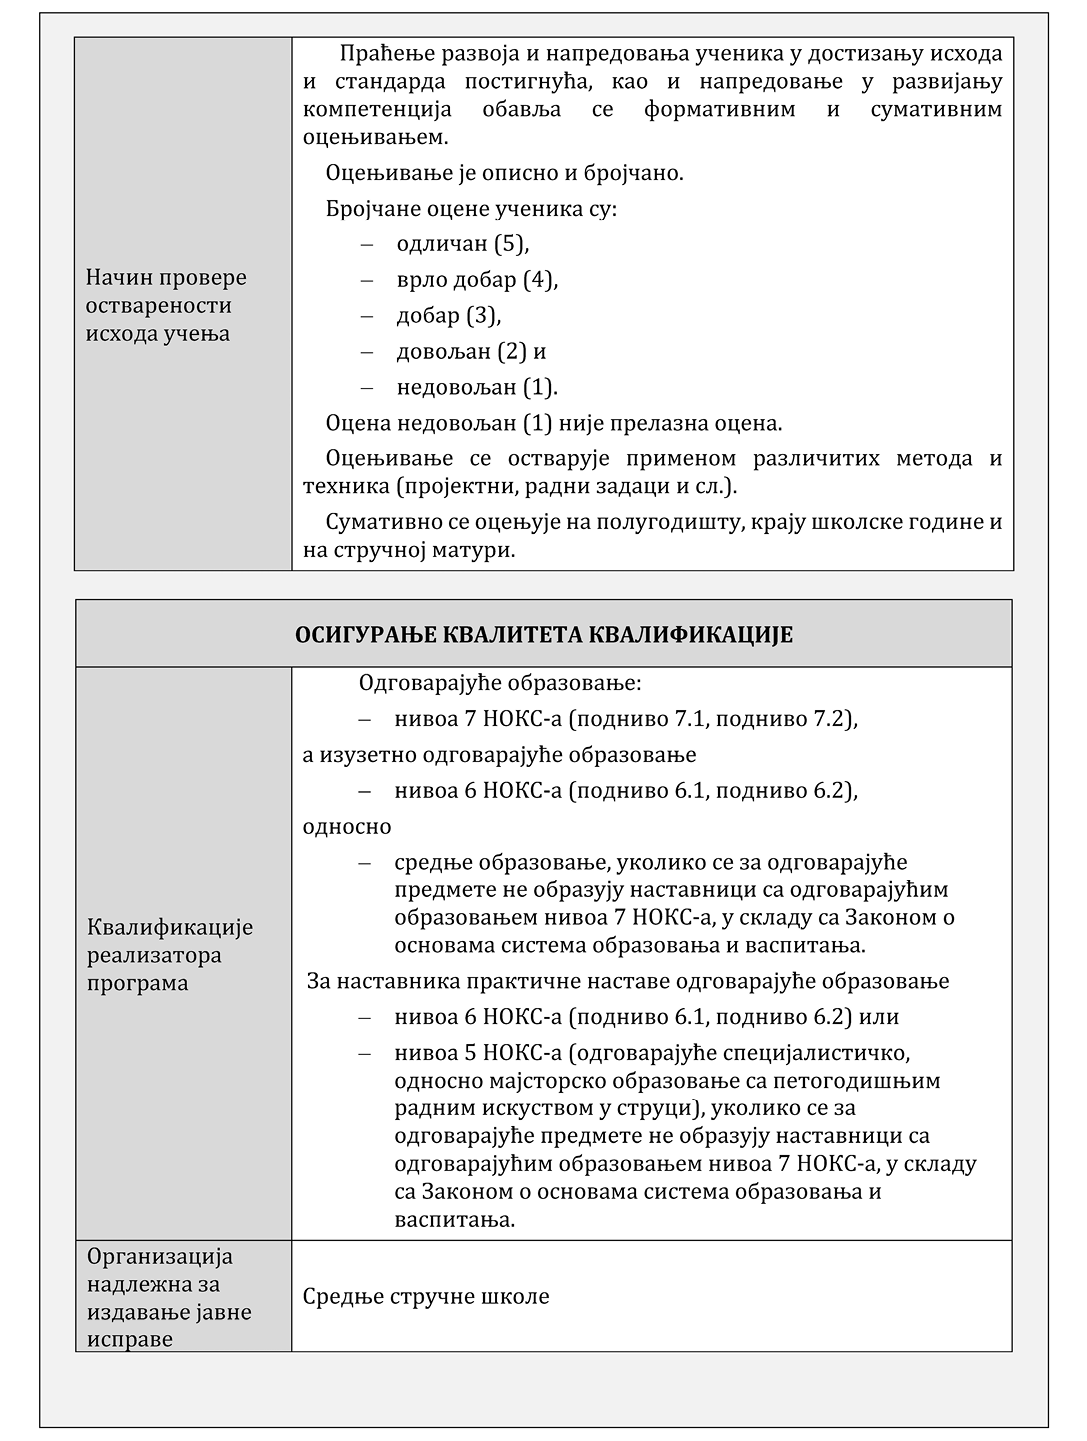 Начин провере
остварености
исхода учења
Праћење развоја и напредовања ученика у достизању исхода
и стандарда постигнућа, као и напредовање у развијању
компетенција обавља се формативним и сумативним
оцењивањем.
Оцењивање је описно и бројчано.
Бројчане оцене ученика су:
– одличан (5),
– врло добар (4),
– добар (3),
– довољан (2) и
– недовољан (1).
Оцена недовољан (1) није прелазна оцена.
Оцењивање се остварује применом различитих метода и
техника (пројектни, радни задаци и сл.).
Сумативно се оцењује на полугодишту, крају школске године и
на стручној матури.
ОСИГУРАЊЕ КВАЛИТЕТА КВАЛИФИКАЦИЈЕ
Квалификације
реализатора
програма
Одговарајуће образовање:
– нивоа 7 НОКС-а (подниво 7.1, подниво 7.2),
а изузетно одговарајуће образовање
– нивоа 6 НОКС-а (подниво 6.1, подниво 6.2),
односно
– средње образовање, уколико се за одговарајуће
предмете не образују наставници са одговарајућим
образовањем нивоа 7 НОКС-а, у складу са Законом о
основама система образовања и васпитања.
За наставника практичне наставе одговарајуће образовање
– нивоа 6 НОКС-а (подниво 6.1, подниво 6.2) или
– нивоа 5 НОКС-а (одговарајуће специјалистичко,
односно мајсторско образовање са петогодишњим
радним искуством у струци), уколико се за
одговарајуће предмете не образују наставници са
одговарајућим образовањем нивоа 7 НОКС-а, у складу
са Законом о основама система образовања и
васпитања.
Организација
надлежна за
издавање јавне
исправе
Средње стручне школе